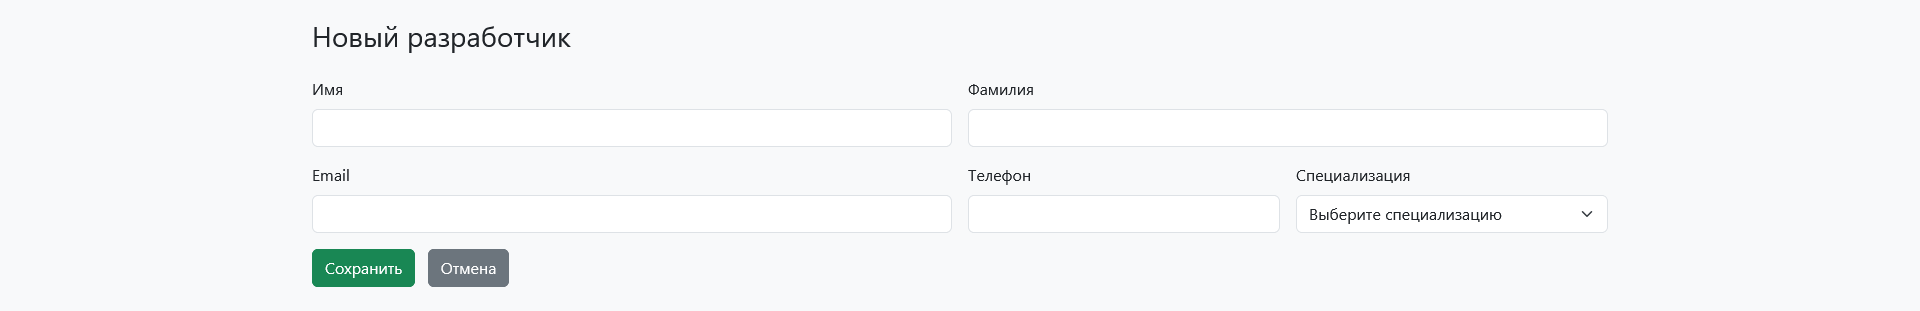 Новый разработчик
Имя Фамилия
Email Телефон Специализация
Выберите специализацию
Сохранить Отмена